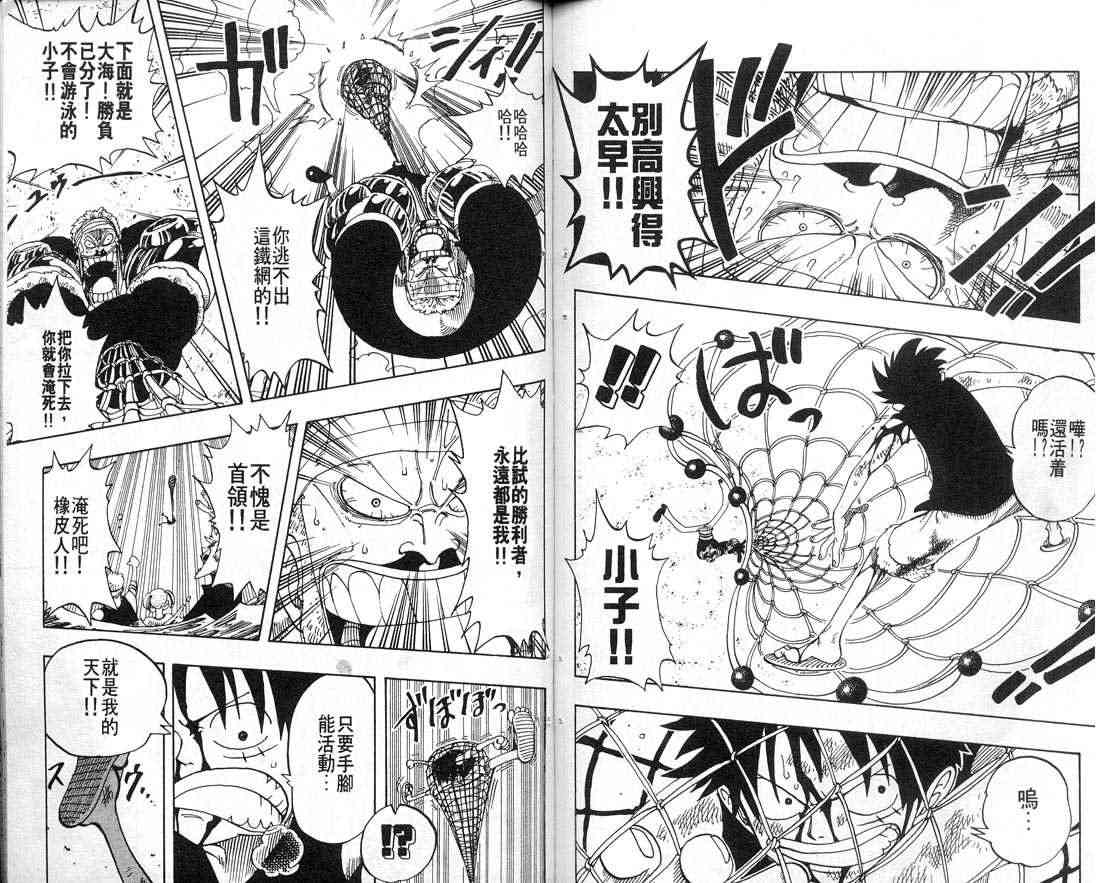 別高興得
太早!!
嘩!?
還活着
嗎!?
!!
ばっ
小子!!
嗚…
ガ
哈哈哈
哈!!
你逃不出
這鐵網的!!
下面就是
大海!勝負
已分了!
不會游泳的
小子!!
把你拉下去,
你就會淹死!!
比試的勝利者,
永遠都是我!!
不愧是
首領!!
淹死吧!
橡皮人!!
ずぼぼっ
!?
只要手腳
能活動…
就是我的
天下!!